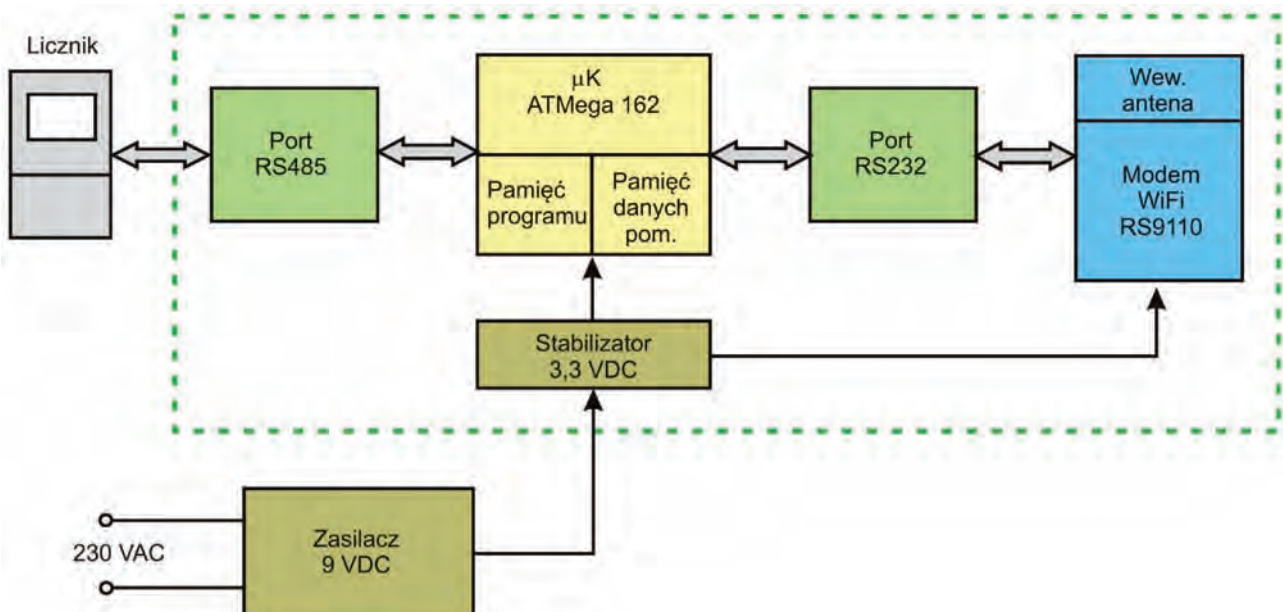 Licznik
Port
RS485
μK
ATMega 162
Pamięć
programu
Pamięć
danych
pom.
Port
RS232
Wew.
antena
Modem
WiFi
RS9110
Stabilizator
3,3 VDC
230 VAC
Zasilacz
9 VDC